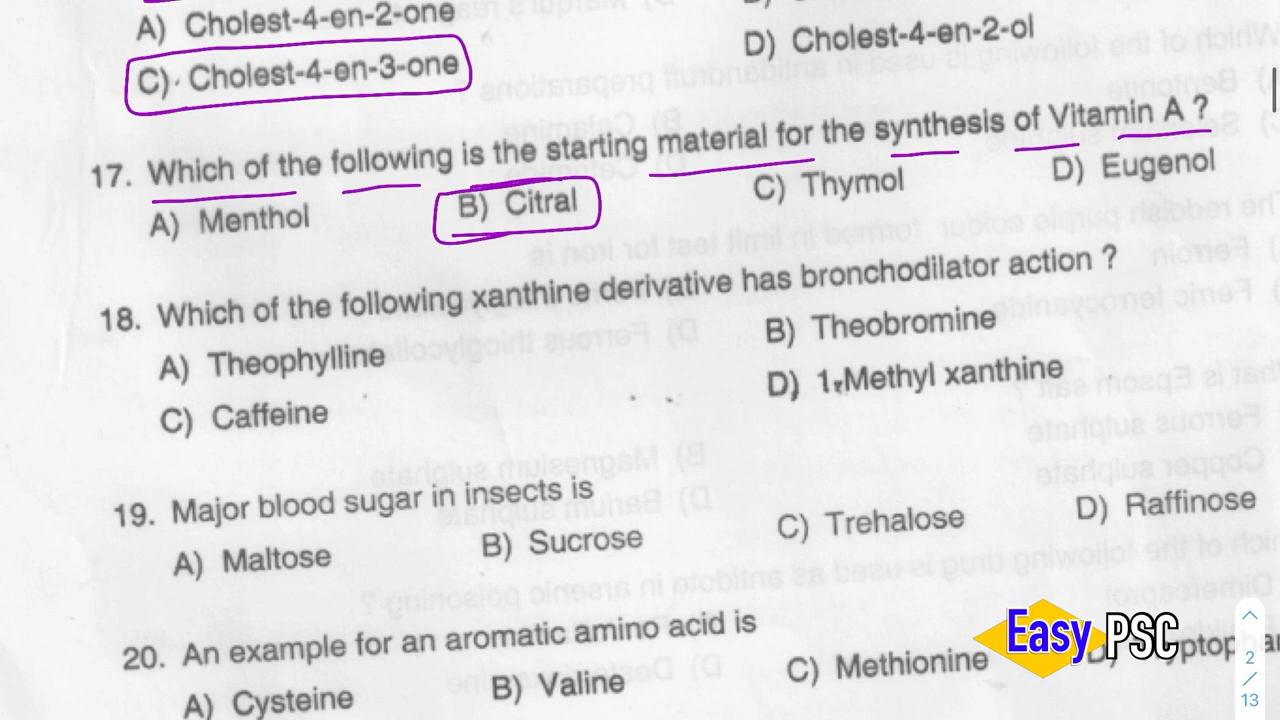 A) Cholest-4-en-2-one
C) Cholest-4-en-3-one
D) Cholest-4-en-2-ol
17. Which of the following is the starting material for the synthesis of Vitamin A ?
A) Menthol B) Citral C) Thymol D) Eugenol
18. Which of the following xanthine derivative has bronchodilator action ?
A) Theophylline B) Theobromine
C) Caffeine D) 1-Methyl xanthine
19. Major blood sugar in insects is
A) Maltose B) Sucrose C) Trehalose D) Raffinose
20. An example for an aromatic amino acid is
A) Cysteine B) Valine C) Methionine D)
Easy PSC
2
/
13